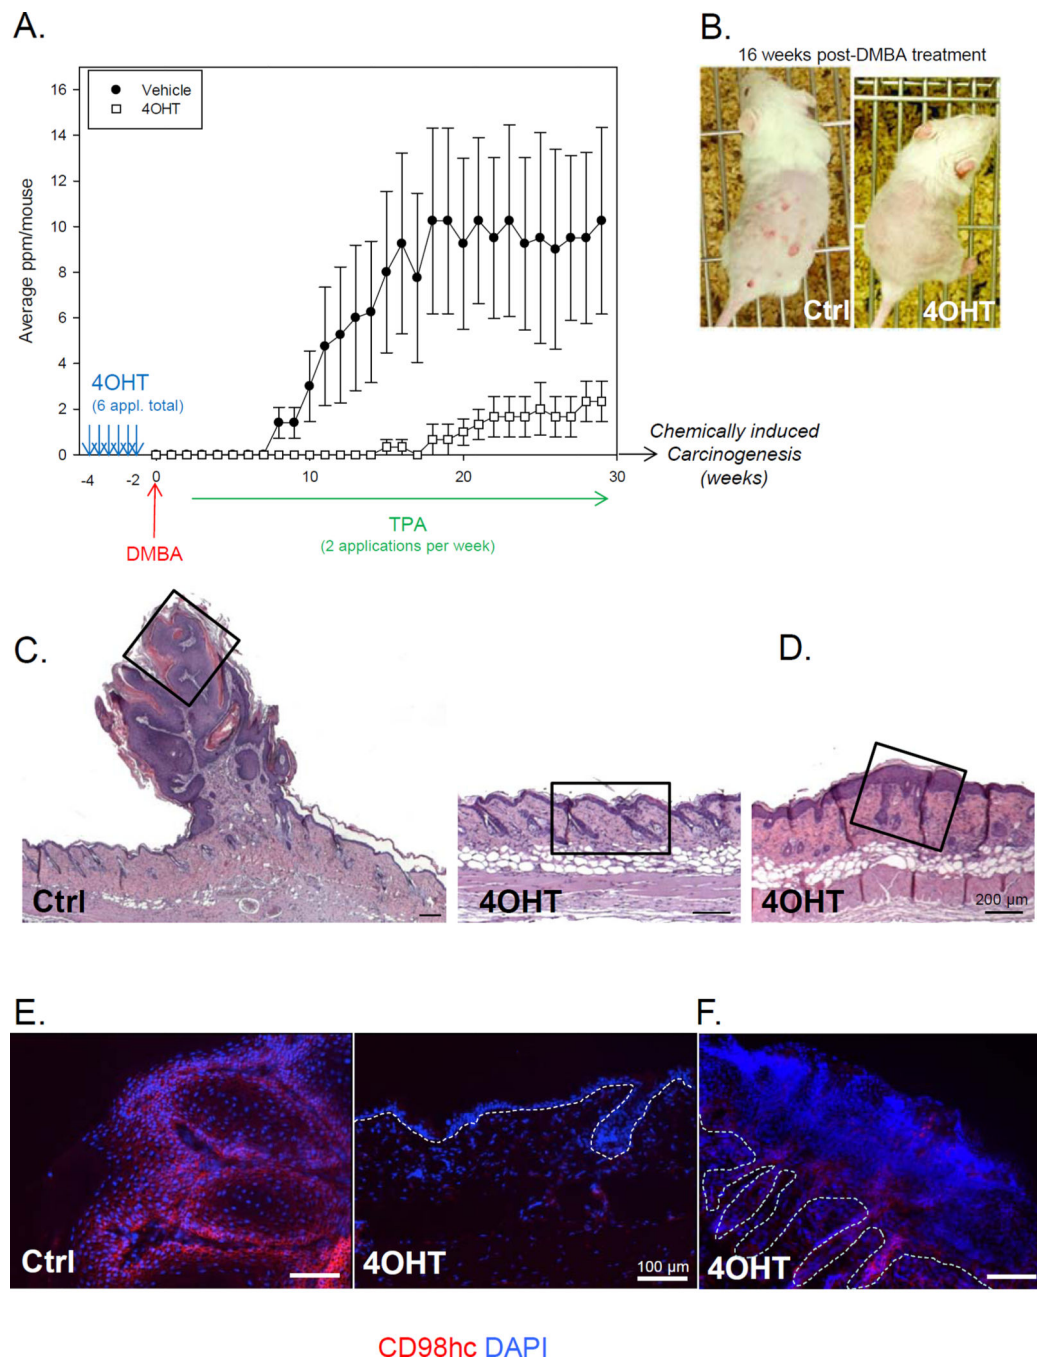 A.
B.
16 weeks post-DMBA treatment
Vehicle
4OHT
16
14
12
10
8
6
4
2
0
Average ppm/mouse
4OHT
(6 appl. total)
-4
-2
0
10
20
30
Chemically induced
Carcinogenesis
(weeks)
TPA
(2 applications per week)
DMBA
Ctrl
4OHT
C.
D.
Ctrl
4OHT
4OHT
200 µm
E.
F.
Ctrl
4OHT
100 µm
4OHT
CD98hc DAPI